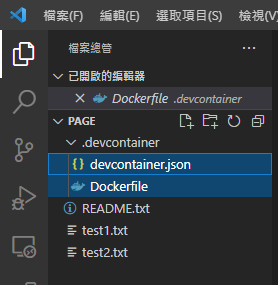 檔案(F) 編輯(E) 選取項目(S) 檢視(V)
檔案總管
已開啟的編輯器
Dockerfile .devcontainer
PAGE
.devcontainer
{} devcontainer.json
Dockerfile
README.txt
test1.txt
test2.txt